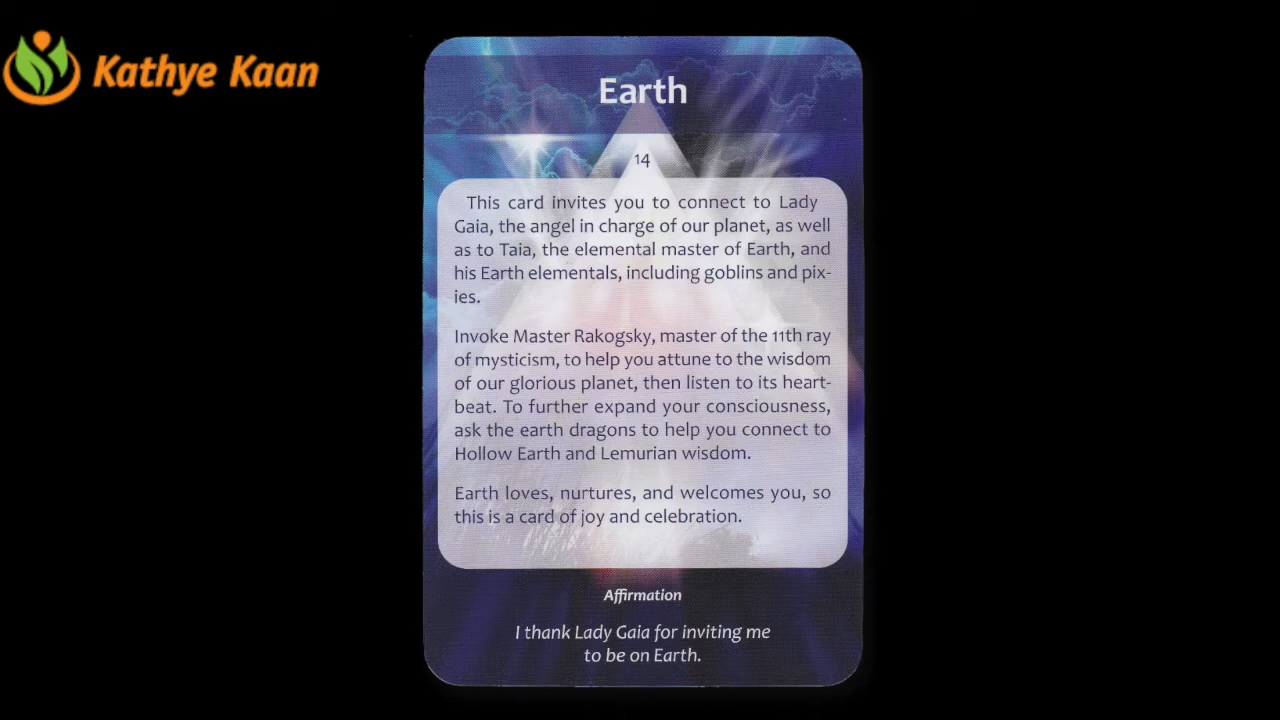 Kathye Kaan
Earth
14
This card invites you to connect to Lady
Gaia, the angel in charge of our planet, as well
as to Taia, the elemental master of Earth, and
his Earth elementals, including goblins and pix-
ies.
Invoke Master Rakogsky, master of the 11th ray
of mysticism, to help you attune to the wisdom
of our glorious planet, then listen to its heart-
beat. To further expand your consciousness,
ask the earth dragons to help you connect to
Hollow Earth and Lemurian wisdom.
Earth loves, nurtures, and welcomes you, so
this is a card of joy and celebration.
Affirmation
I thank Lady Gaia for inviting me
to be on Earth.